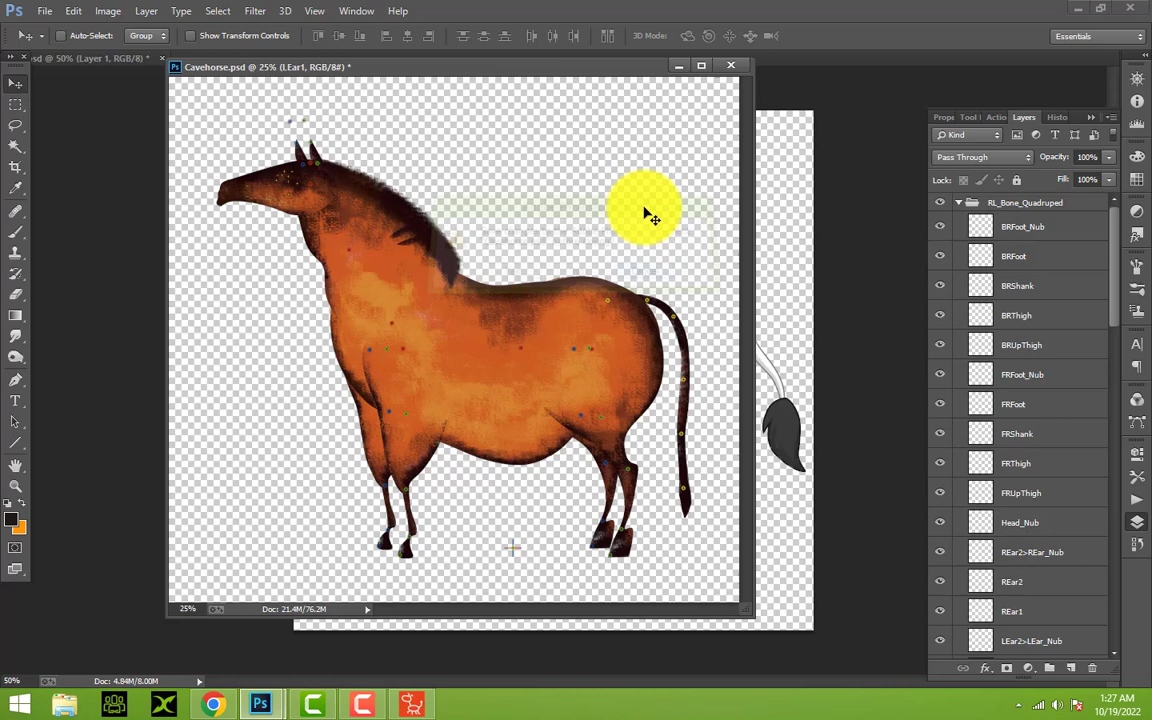 Ps File Edit Image Layer Type Select Filter 3D View Window Help
Auto-Select: Group Show Transform Controls 3D Mode: Essentials
sd @ 50% (Layer 1, RGB/8) * ×
Ps Cavehorse.psd @ 25% (LEar1, RGB/8#) *
Tool Actio Layers Histo
Kind
Pass Through Opacity: 100%
Lock: Fill: 100%
RL_Bone_Quadruped
BRFoot_Nub
BRFoot
BRShank
BRThigh
BRUpThigh
FRFoot_Nub
FRFoot
FRShank
FRThigh
FRUpThigh
Head_Nub
REar2>REar_Nub
REar2
REar1
LEar2>LEar_Nub
25% Doc: 21.4M/76.2M
50% Doc: 4.84M/8.00M
Ps
1:27 AM
10/19/2022